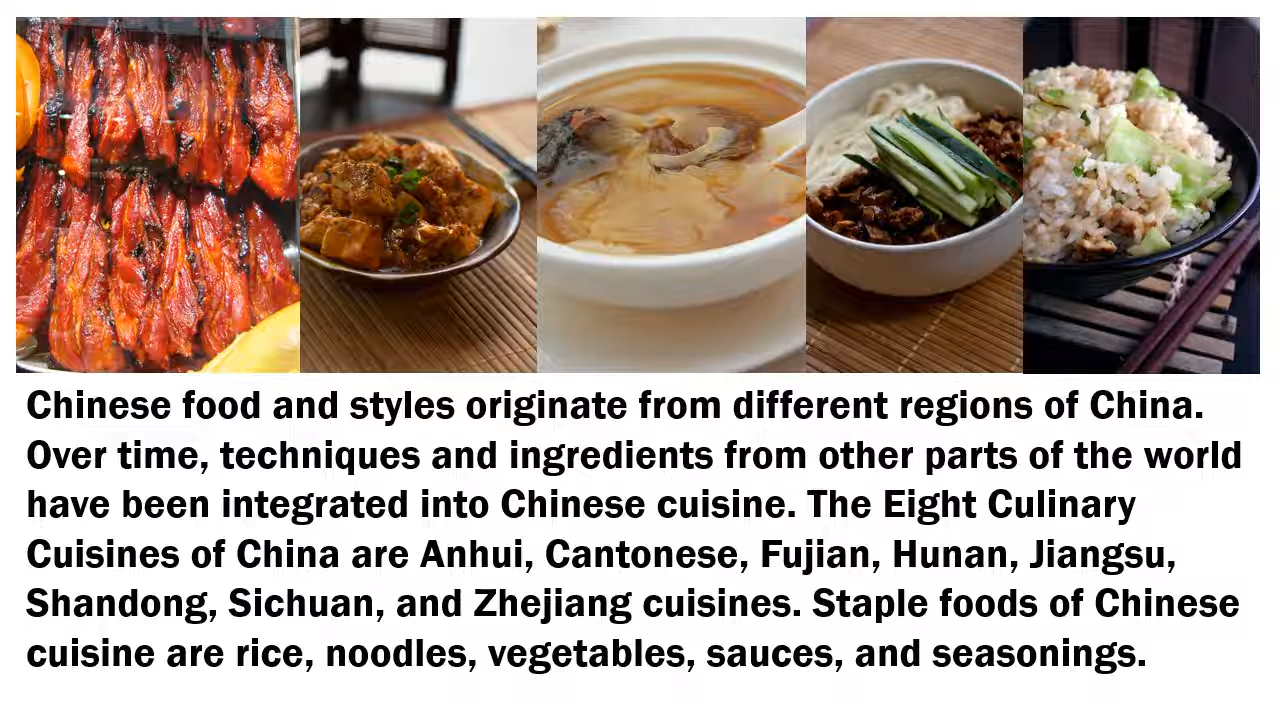 Chinese food and styles originate from different regions of China.
Over time, techniques and ingredients from other parts of the world
have been integrated into Chinese cuisine. The Eight Culinary
Cuisines of China are Anhui, Cantonese, Fujian, Hunan, Jiangsu,
Shandong, Sichuan, and Zhejiang cuisines. Staple foods of Chinese
cuisine are rice, noodles, vegetables, sauces, and seasonings.